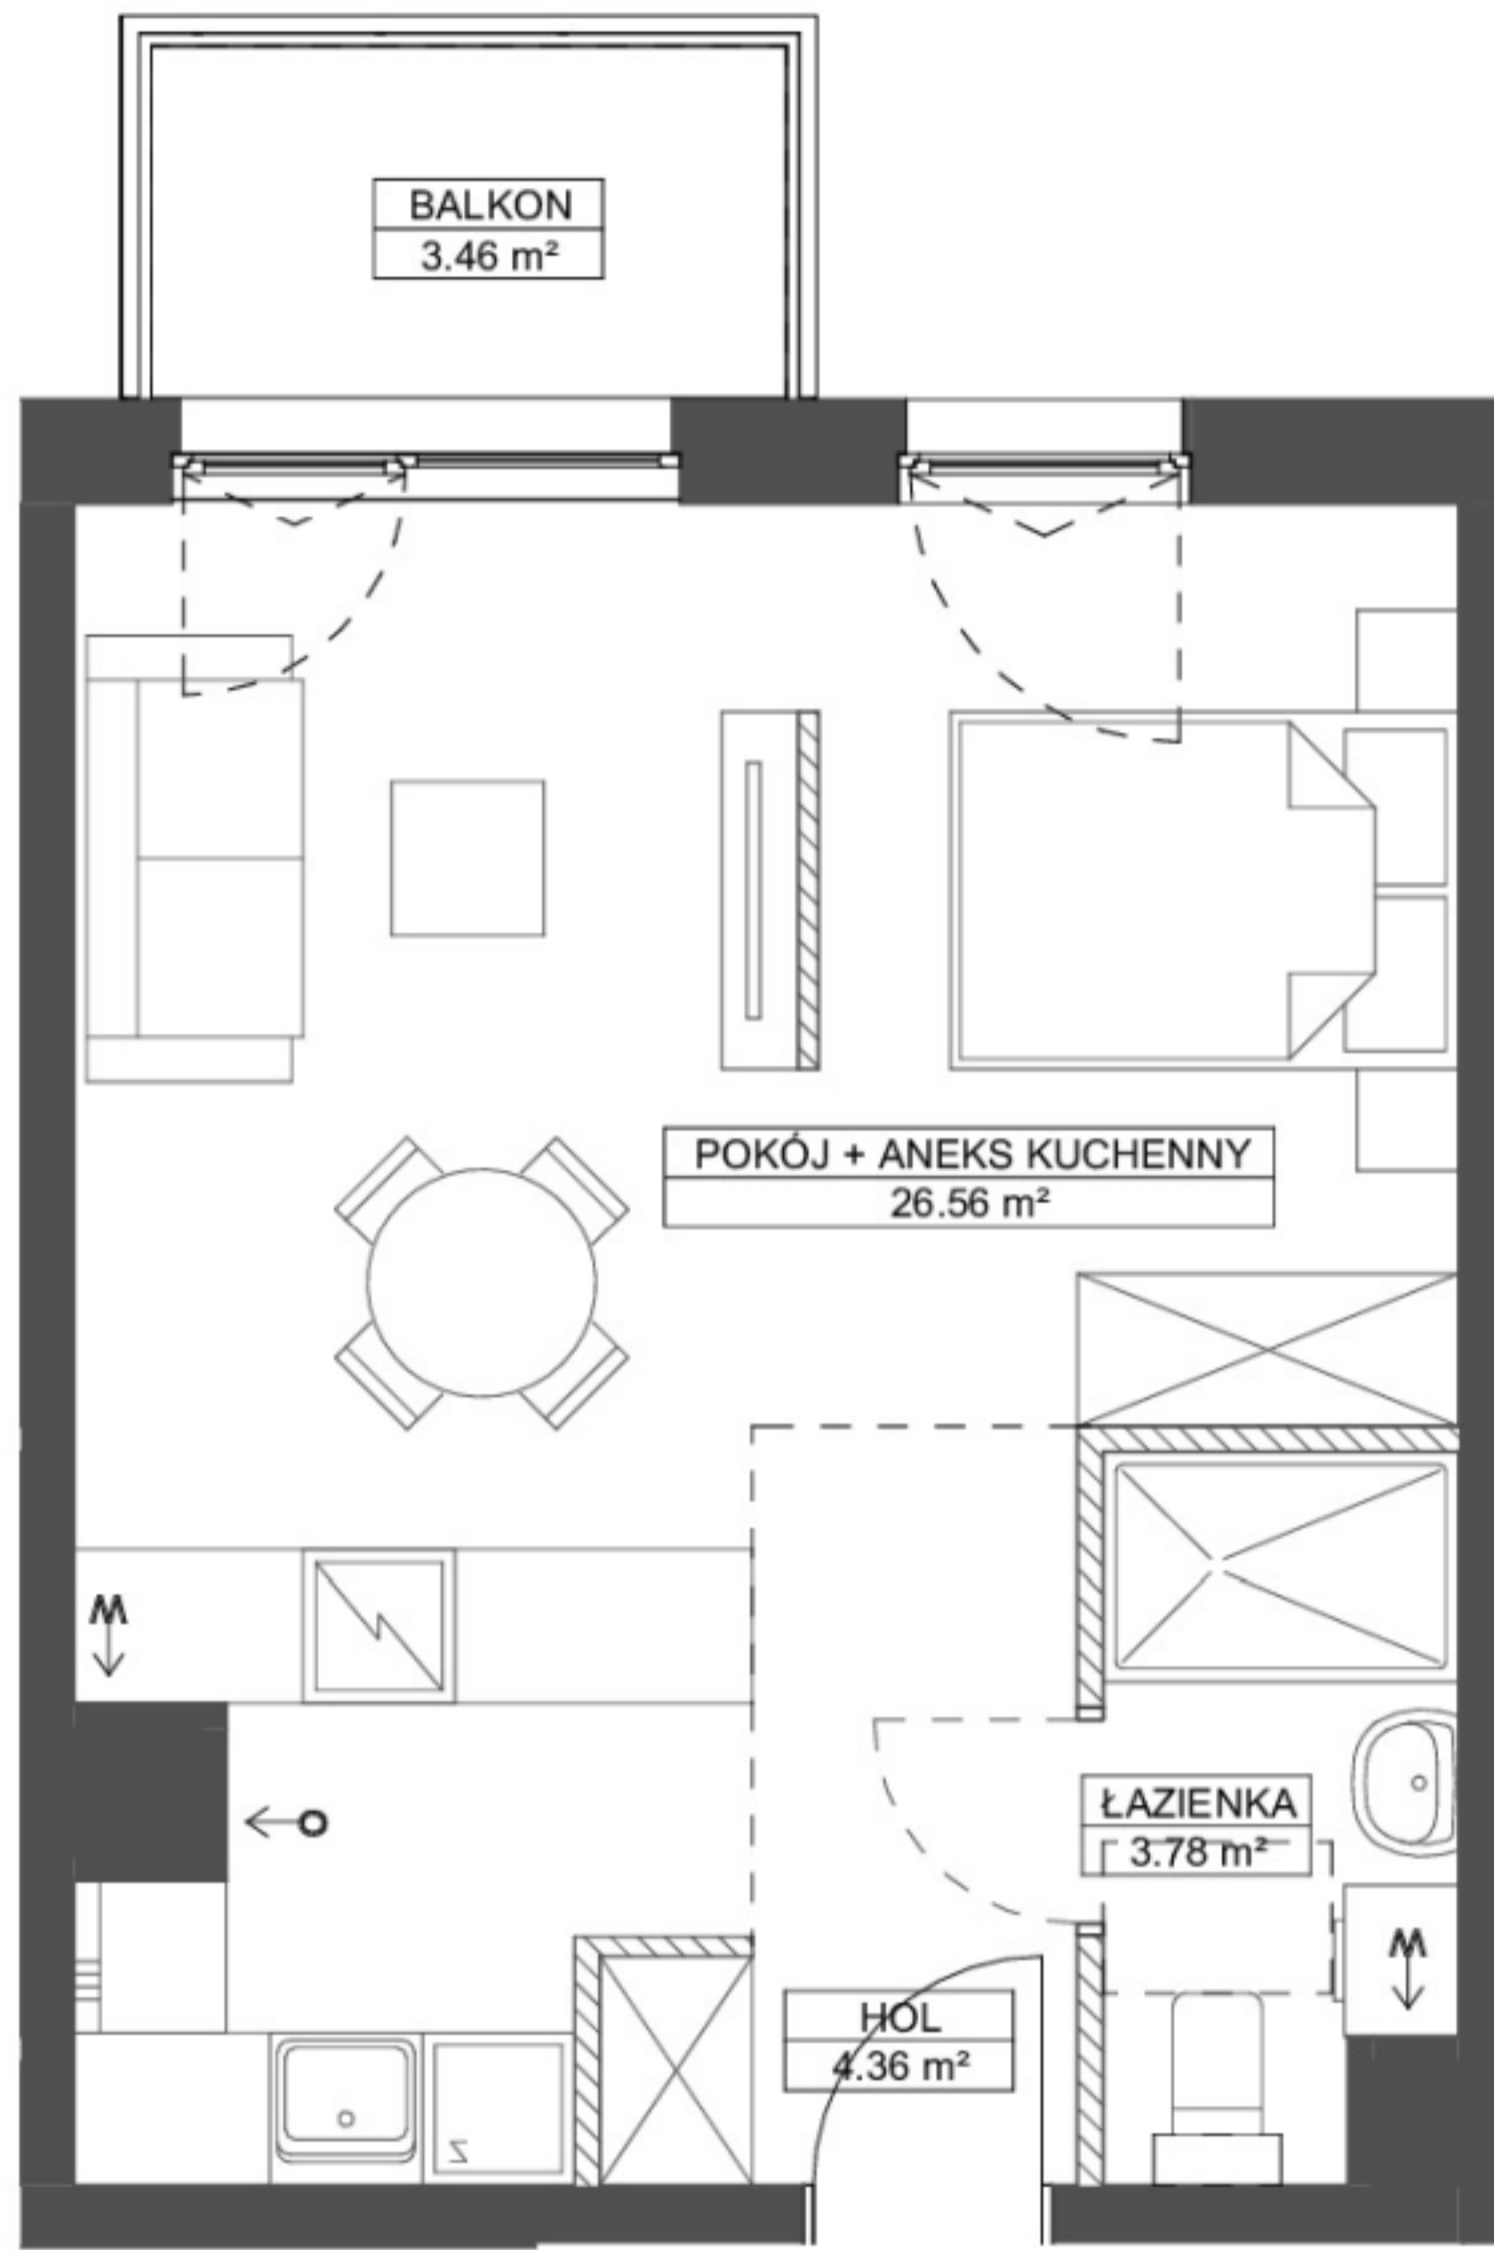 BALKON
3.46 m²
POKÓJ + ANEKS KUCHENNY
26.56 m²
W
O
ŁAZIENKA
3.78 m²
W
HOL
4.36 m²
Z